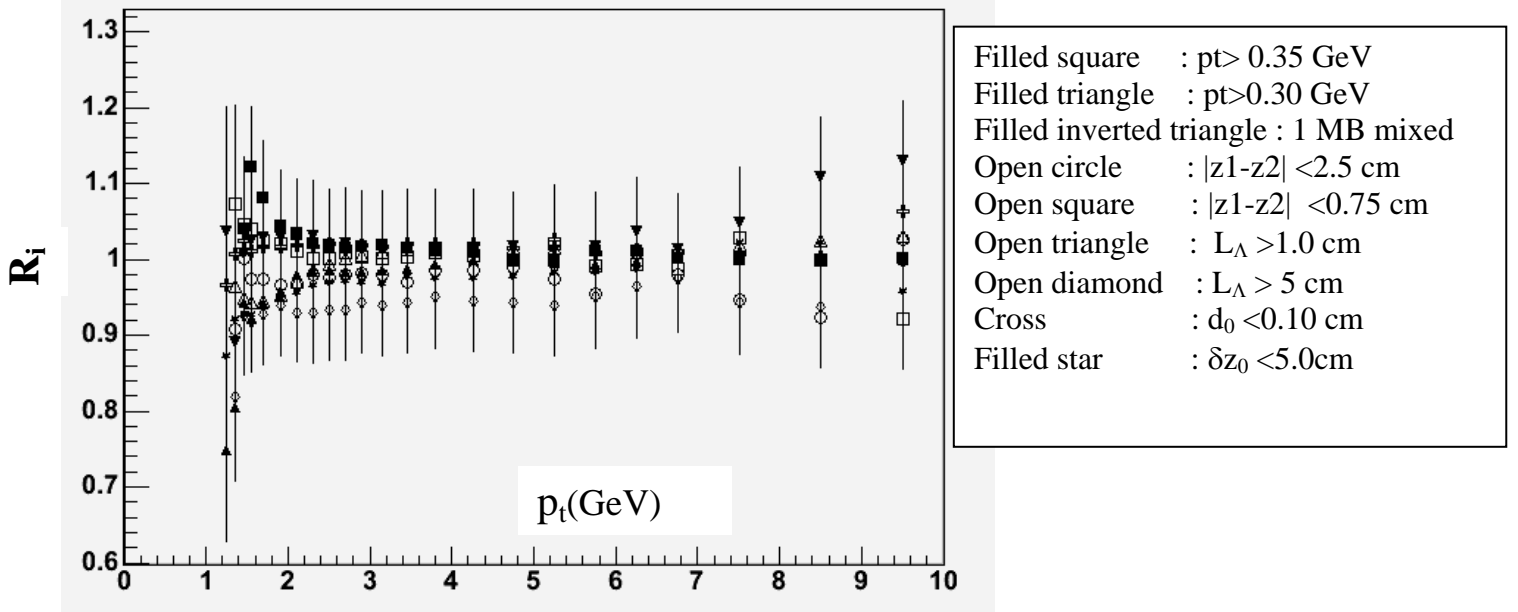 1.3
1.2
1.1
1
0.9
0.8
0.7
0.6
R_i
0 1 2 3 4 5 6 7 8 9 10
p_t(GeV)
Filled square : pt> 0.35 GeV
Filled triangle : pt>0.30 GeV
Filled inverted triangle : 1 MB mixed
Open circle : |z1-z2| <2.5 cm
Open square : |z1-z2| <0.75 cm
Open triangle : L_Λ >1.0 cm
Open diamond : L_Λ > 5 cm
Cross : d_0 <0.10 cm
Filled star : δz_0 <5.0cm